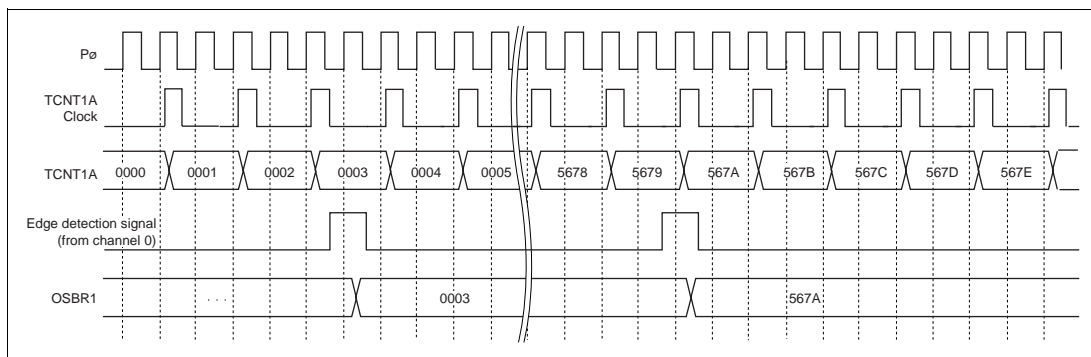 Pø
TCNT1A
Clock
TCNT1A 0000 0001 0002 0003 0004 0005 5678 5679 567A 567B 567C 567D 567E
Edge detection signal
(from channel 0)
OSBR1 . . . 0003 567A